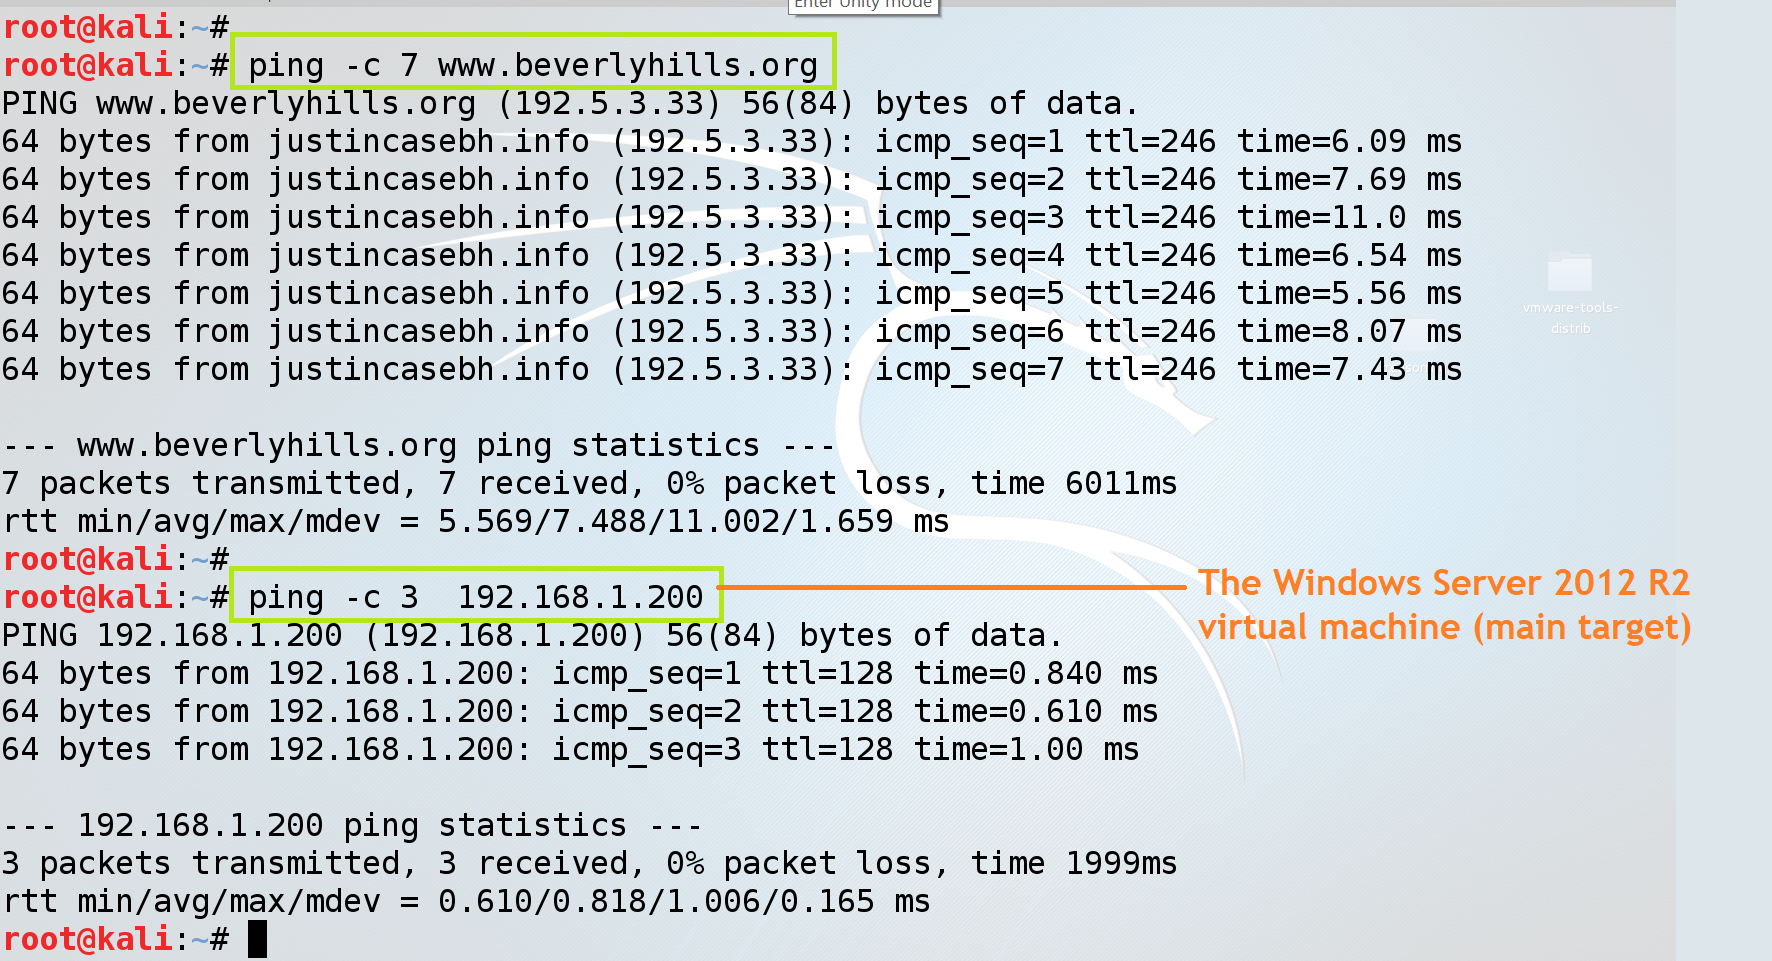 Enter Unity mode
root@kali:~#
root@kali:~# ping -c 7 www.beverlyhills.org
PING www.beverlyhills.org (192.5.3.33) 56(84) bytes of data.
64 bytes from justincasebh.info (192.5.3.33): icmp_seq=1 ttl=246 time=6.09 ms
64 bytes from justincasebh.info (192.5.3.33): icmp_seq=2 ttl=246 time=7.69 ms
64 bytes from justincasebh.info (192.5.3.33): icmp_seq=3 ttl=246 time=11.0 ms
64 bytes from justincasebh.info (192.5.3.33): icmp_seq=4 ttl=246 time=6.54 ms
64 bytes from justincasebh.info (192.5.3.33): icmp_seq=5 ttl=246 time=5.56 ms
64 bytes from justincasebh.info (192.5.3.33): icmp_seq=6 ttl=246 time=8.07 ms
64 bytes from justincasebh.info (192.5.3.33): icmp_seq=7 ttl=246 time=7.43 ms
vmware-tools-
distrib
--- www.beverlyhills.org ping statistics ---
7 packets transmitted, 7 received, 0% packet loss, time 6011ms
rtt min/avg/max/mdev = 5.569/7.488/11.002/1.659 ms
root@kali:~#
root@kali:~# ping -c 3  192.168.1.200
The Windows Server 2012 R2
virtual machine (main target)
PING 192.168.1.200 (192.168.1.200) 56(84) bytes of data.
64 bytes from 192.168.1.200: icmp_seq=1 ttl=128 time=0.840 ms
64 bytes from 192.168.1.200: icmp_seq=2 ttl=128 time=0.610 ms
64 bytes from 192.168.1.200: icmp_seq=3 ttl=128 time=1.00 ms
--- 192.168.1.200 ping statistics ---
3 packets transmitted, 3 received, 0% packet loss, time 1999ms
rtt min/avg/max/mdev = 0.610/0.818/1.006/0.165 ms
root@kali:~#